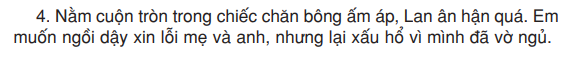 4. Nằm cuộn tròn trong chiếc chăn bông ấm áp, Lan ân hận quá. Em
muốn ngồi dậy xin lỗi mẹ và anh, nhưng lại xấu hổ vì mình đã vờ ngủ.